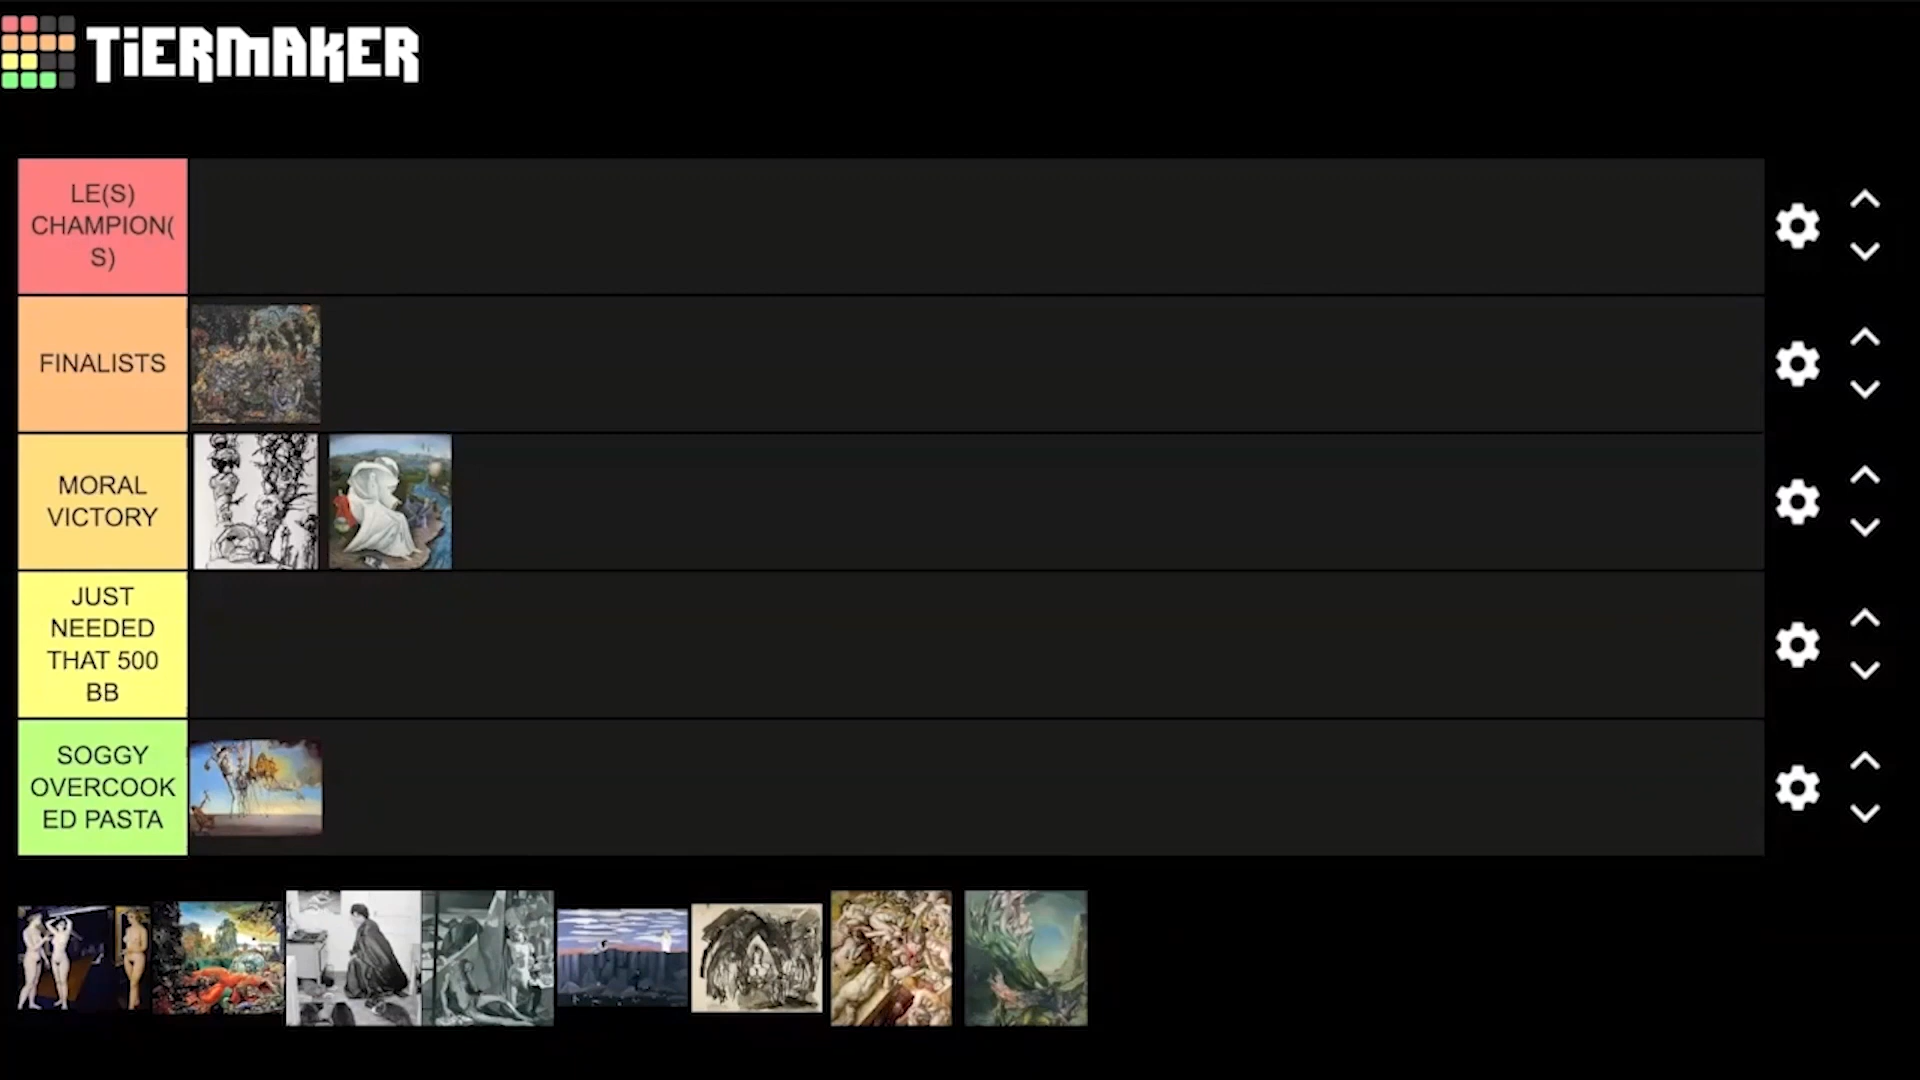 TiERMAKER
LE(S)
CHAMPION(
S)
FINALISTS
MORAL
VICTORY
JUST
NEEDED
THAT 500
BB
SOGGY
OVERCOOK
ED PASTA